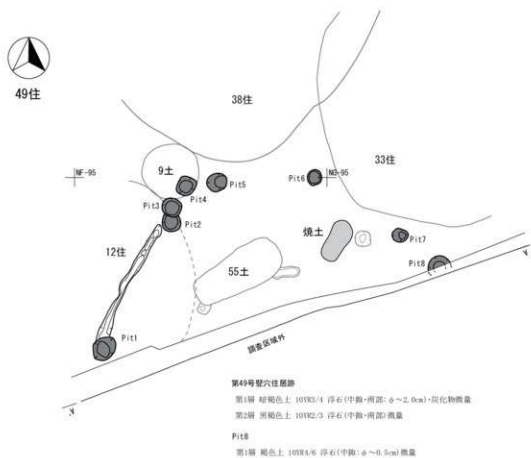 49住
38住
33住
9土
NF-95
NG-95
Pit6
Pit5
Pit4
Pit3
Pit2
12住
焼土
Pit7
Pit8
55土
Pit1
調査区域外
第49号竪穴住居跡
第1層 暗褐色土 10YR3/4 浮石(中掫・南部:φ～2.0cm)・炭化物微量
第2層 黒褐色土 10YR2/3 浮石(中掫・南部)微量
Pit8
第1層 褐色土 10YR4/6 浮石(中掫:φ～0.5cm)微量